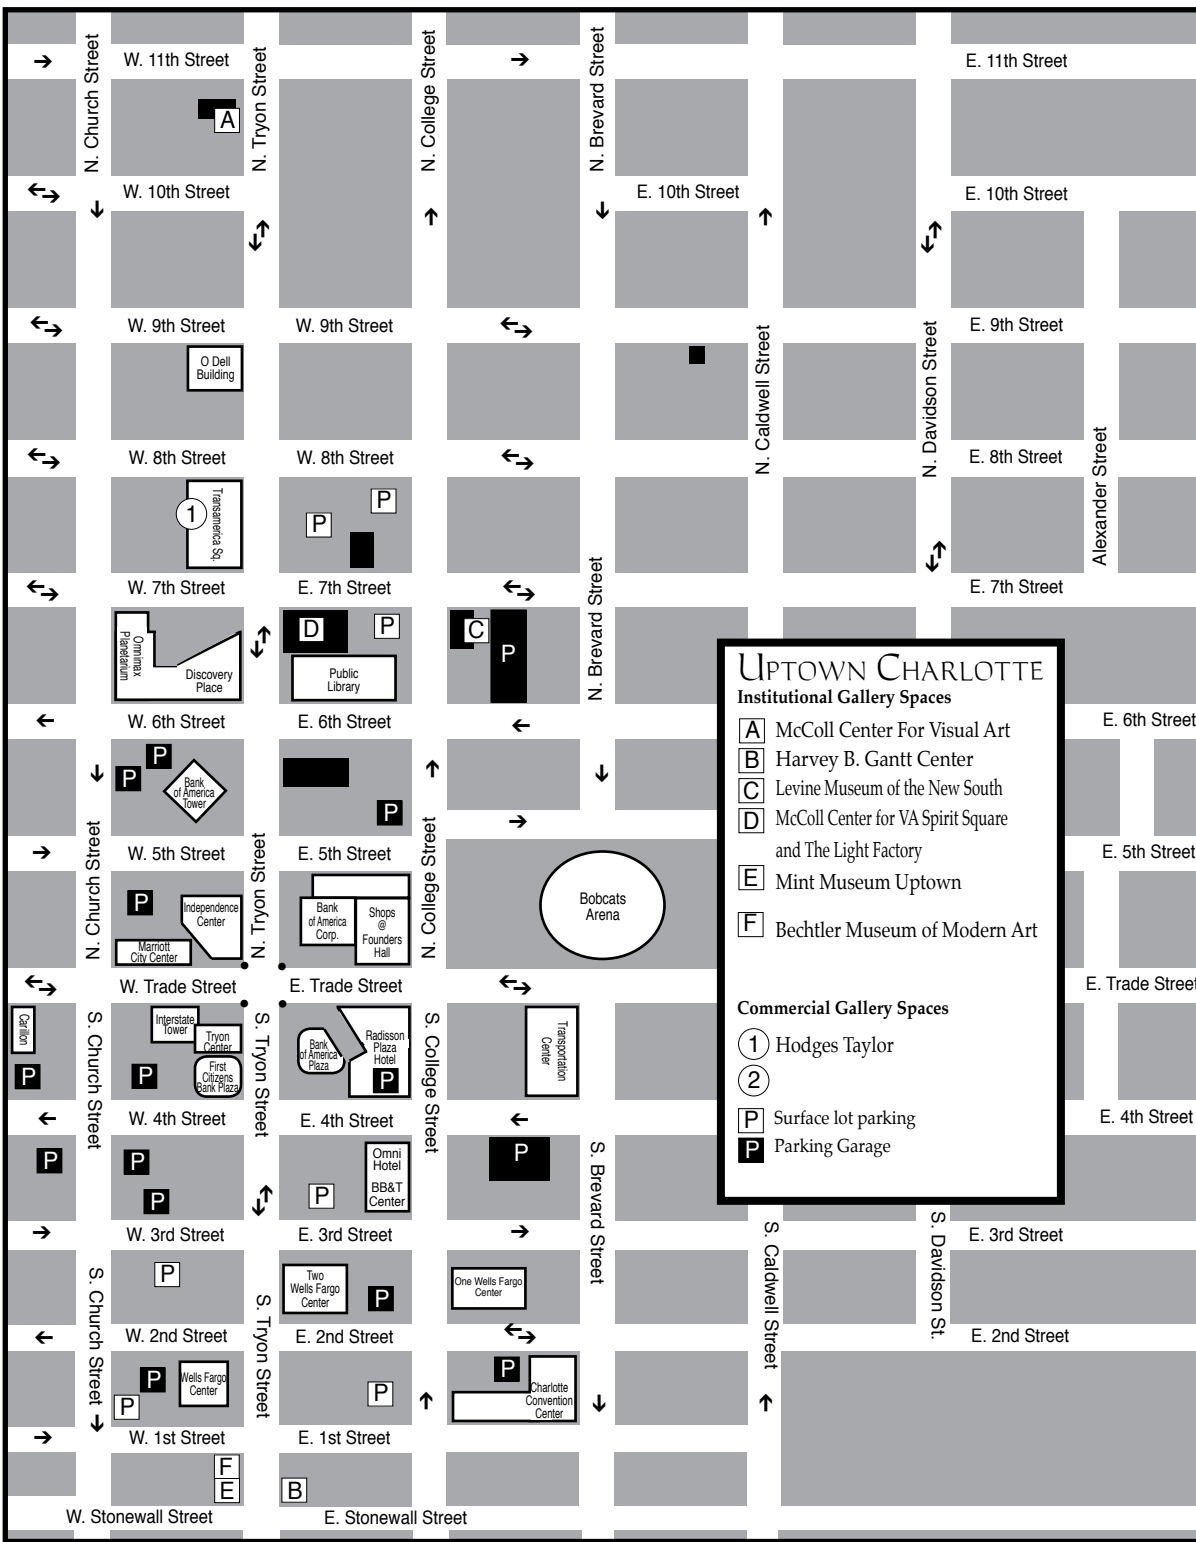 N. Church Street
N. Tryon Street
N. College Street
N. Brevard Street
W. 11th Street
E. 11th Street
A
W. 10th Street
E. 10th Street
E. 10th Street
W. 9th Street
W. 9th Street
E. 9th Street
N. Caldwell Street
N. Davidson Street
O Dell
Building
W. 8th Street
W. 8th Street
E. 8th Street
Alexander Street
1
Transamerica Sq.
P
P
W. 7th Street
E. 7th Street
E. 7th Street
N. Brevard Street
Omnimax
Planetarium
Discovery
Place
D
P
Public
Library
C
P
W. 6th Street
E. 6th Street
E. 6th Street
P
P
Bank
of America
Tower
P
N. Church Street
N. Tryon Street
N. College Street
W. 5th Street
E. 5th Street
E. 5th Street
P
Independence
Center
Marriott
City Center
Bank
of America
Corp.
Shops
@
Founders
Hall
Bobcats
Arena
W. Trade Street
E. Trade Street
E. Trade Street
Carillon
P
S. Church Street
Interstate
Tower
Tryon
Center
P
First
Citizens
Bank Plaza
S. Tryon Street
Bank
of America
Plaza
Radisson
Plaza
Hotel
P
S. College Street
Transportation
Center
W. 4th Street
E. 4th Street
E. 4th Street
P
P
P
P
Omni
Hotel
BB&T
Center
P
S. Brevard Street
W. 3rd Street
E. 3rd Street
E. 3rd Street
S. Caldwell Street
S. Davidson St.
S. Church Street
P
S. Tryon Street
Two
Wells Fargo
Center
P
One Wells Fargo
Center
W. 2nd Street
E. 2nd Street
E. 2nd Street
P
P
Wells Fargo
Center
P
P
Charlotte
Convention
Center
W. 1st Street
E. 1st Street
F
E
B
W. Stonewall Street
E. Stonewall Street
UPTOWN CHARLOTTE
Institutional Gallery Spaces
A McColl Center For Visual Art
B Harvey B. Gantt Center
C Levine Museum of the New South
D McColl Center for VA Spirit Square
and The Light Factory
E Mint Museum Uptown
F Bechtler Museum of Modern Art
Commercial Gallery Spaces
1 Hodges Taylor
2
P Surface lot parking
P Parking Garage